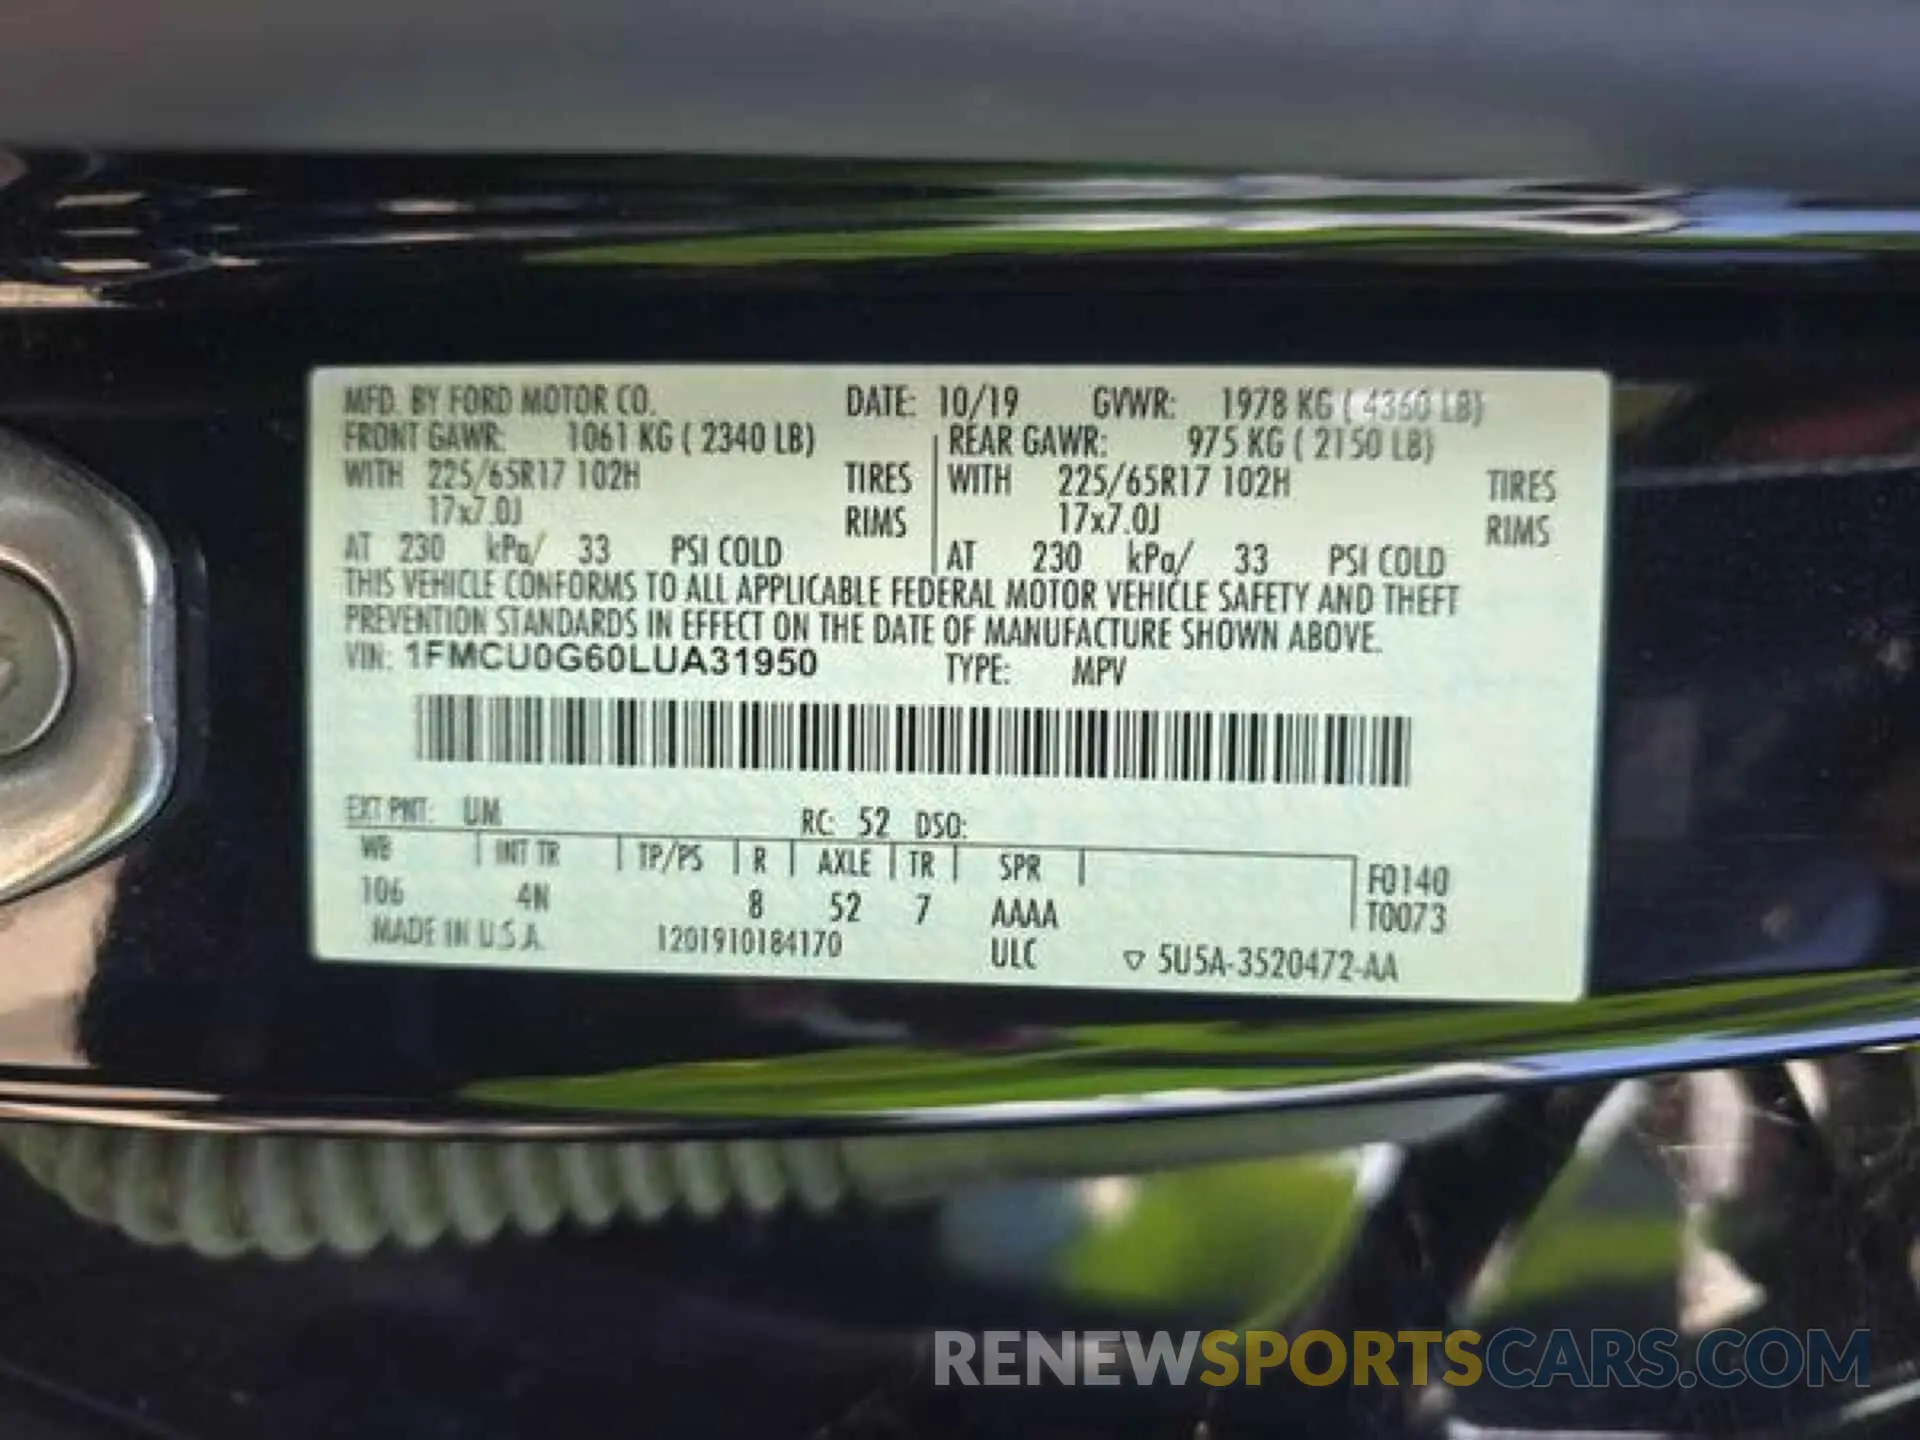 MFD. BY FORD MOTOR CO. DATE: 10/19 GVWR: 1978 KG ( 4360 LB)
FRONT GAWR: 1061 KG ( 2340 LB) REAR GAWR: 975 KG ( 2150 LB)
WITH 225/65R17 102H TIRES WITH 225/65R17 102H TIRES
17x7.0J RIMS 17x7.0J RIMS
AT 230 kPa/ 33 PSI COLD AT 230 kPa/ 33 PSI COLD
THIS VEHICLE CONFORMS TO ALL APPLICABLE FEDERAL MOTOR VEHICLE SAFETY AND THEFT
PREVENTION STANDARDS IN EFFECT ON THE DATE OF MANUFACTURE SHOWN ABOVE.
VIN: 1FMCU0G60LUA31950 TYPE: MPV
EXT PNT: UM RC: 52 DSO:
WB INT TR TP/PS R AXLE TR SPR F0140
106 4N 8 52 7 AAAA T0073
MADE IN U.S.A. 1201910184170 ULC ▽ 5U5A-3520472-AA
RENEWSPORTSCARS.COM